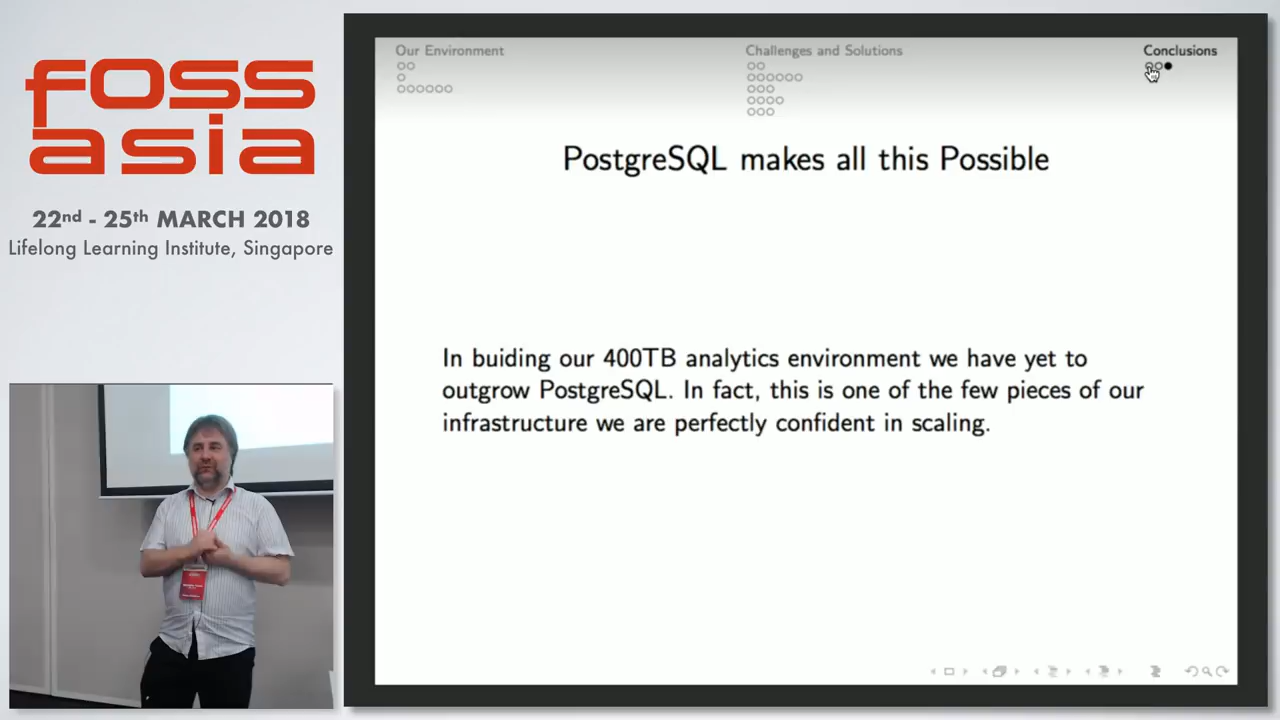 foss
asia
22nd - 25th MARCH 2018
Lifelong Learning Institute, Singapore
Our Environment
Challenges and Solutions
Conclusions
PostgreSQL makes all this Possible
In buiding our 400TB analytics environment we have yet to
outgrow PostgreSQL. In fact, this is one of the few pieces of our
infrastructure we are perfectly confident in scaling.